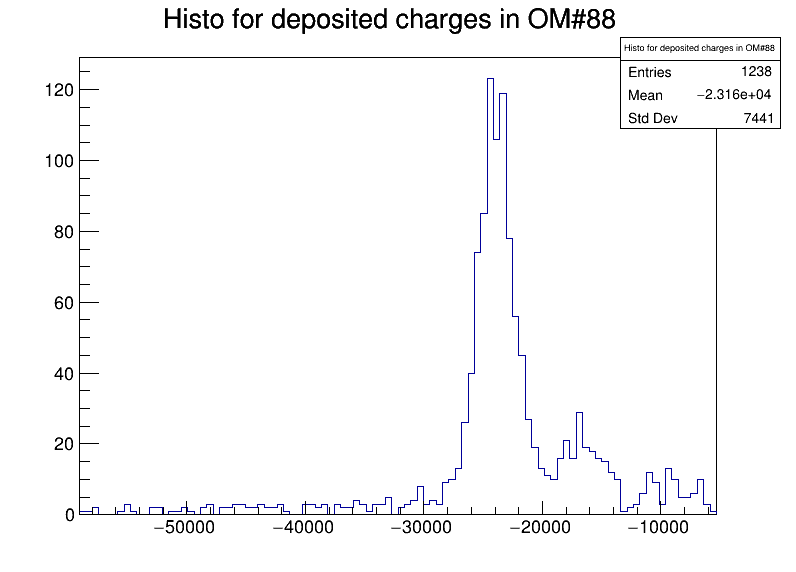 Histo for deposited charges in OM#88
Histo for deposited charges in OM#88
Entries 1238
Mean −2.316e+04
Std Dev 7441
120
100
80
60
40
20
0
−50000 −40000 −30000 −20000 −10000